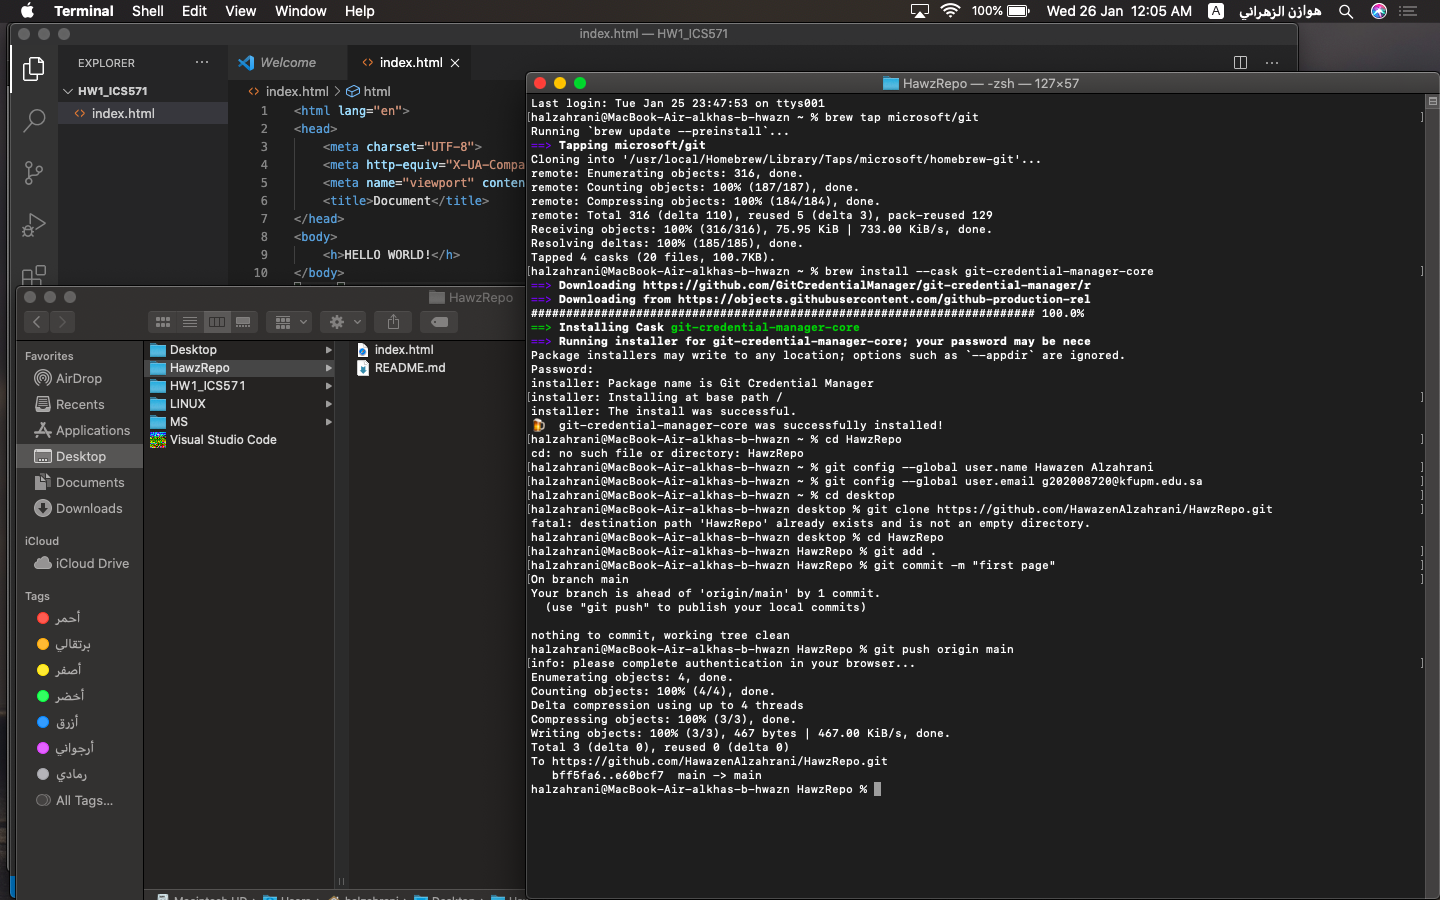 Terminal Shell Edit View Window Help 100% Wed 26 Jan 12:05 AM A هوازن الزهراني
index.html — HW1_ICS571
EXPLORER ...
HW1_ICS571
index.html
Welcome index.html
index.html > html
1 <html lang="en">
2 <head>
3 <meta charset="UTF-8">
4 <meta http-equiv="X-UA-Compa
5 <meta name="viewport" conten
6 <title>Document</title>
7 </head>
8 <body>
9 <h>HELLO WORLD!</h>
10 </body>
HawzRepo
Favorites
AirDrop
Recents
Applications
Desktop
Documents
Downloads
iCloud
iCloud Drive
Tags
أحمر
برتقالي
أصفر
أخضر
أزرق
أرجواني
رمادي
All Tags...
Desktop
HawzRepo
HW1_ICS571
LINUX
MS
Visual Studio Code
index.html
README.md
Macintosh HD > Users > halzahrani > Desktop >
HawzRepo — -zsh — 127×57
Last login: Tue Jan 25 23:47:53 on ttys001
[halzahrani@MacBook-Air-alkhas-b-hwazn ~ % brew tap microsoft/git ]
Running `brew update --preinstall`...
==> Tapping microsoft/git
Cloning into '/usr/local/Homebrew/Library/Taps/microsoft/homebrew-git'...
remote: Enumerating objects: 316, done.
remote: Counting objects: 100% (187/187), done.
remote: Compressing objects: 100% (184/184), done.
remote: Total 316 (delta 110), reused 5 (delta 3), pack-reused 129
Receiving objects: 100% (316/316), 75.95 KiB | 733.00 KiB/s, done.
Resolving deltas: 100% (185/185), done.
Tapped 4 casks (20 files, 100.7KB).
[halzahrani@MacBook-Air-alkhas-b-hwazn ~ % brew install --cask git-credential-manager-core ]
==> Downloading https://github.com/GitCredentialManager/git-credential-manager/r
==> Downloading from https://objects.githubusercontent.com/github-production-rel
######################################################################## 100.0%
==> Installing Cask git-credential-manager-core
==> Running installer for git-credential-manager-core; your password may be nece
Package installers may write to any location; options such as `--appdir` are ignored.
Password:
installer: Package name is Git Credential Manager
[installer: Installing at base path / ]
installer: The install was successful.
🍺 git-credential-manager-core was successfully installed!
[halzahrani@MacBook-Air-alkhas-b-hwazn ~ % cd HawzRepo ]
cd: no such file or directory: HawzRepo
[halzahrani@MacBook-Air-alkhas-b-hwazn ~ % git config --global user.name Hawazen Alzahrani ]
[halzahrani@MacBook-Air-alkhas-b-hwazn ~ % git config --global user.email g202008720@kfupm.edu.sa ]
[halzahrani@MacBook-Air-alkhas-b-hwazn ~ % cd desktop ]
[halzahrani@MacBook-Air-alkhas-b-hwazn desktop % git clone https://github.com/HawazenAlzahrani/HawzRepo.git ]
fatal: destination path 'HawzRepo' already exists and is not an empty directory.
[halzahrani@MacBook-Air-alkhas-b-hwazn desktop % cd HawzRepo ]
[halzahrani@MacBook-Air-alkhas-b-hwazn HawzRepo % git add . ]
[halzahrani@MacBook-Air-alkhas-b-hwazn HawzRepo % git commit -m "first page" ]
[On branch main ]
Your branch is ahead of 'origin/main' by 1 commit.
(use "git push" to publish your local commits)
nothing to commit, working tree clean
halzahrani@MacBook-Air-alkhas-b-hwazn HawzRepo % git push origin main
[info: please complete authentication in your browser... ]
Enumerating objects: 4, done.
Counting objects: 100% (4/4), done.
Delta compression using up to 4 threads
Compressing objects: 100% (3/3), done.
Writing objects: 100% (3/3), 467 bytes | 467.00 KiB/s, done.
Total 3 (delta 0), reused 0 (delta 0)
To https://github.com/HawazenAlzahrani/HawzRepo.git
bff5fa6..e60bcf7 main -> main
halzahrani@MacBook-Air-alkhas-b-hwazn HawzRepo %